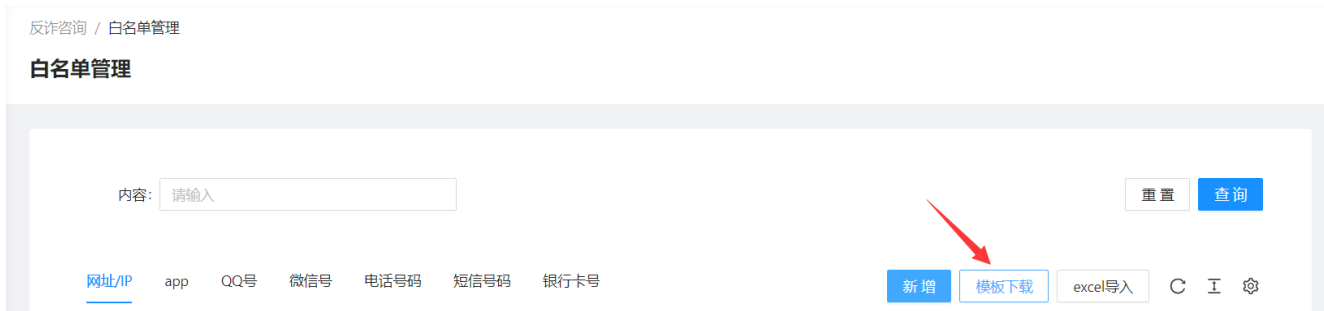 反诈咨询 / 白名单管理
白名单管理
内容: 请输入 重置 查询
网址/IP app QQ号 微信号 电话号码 短信号码 银行卡号 新增 模板下载 excel导入